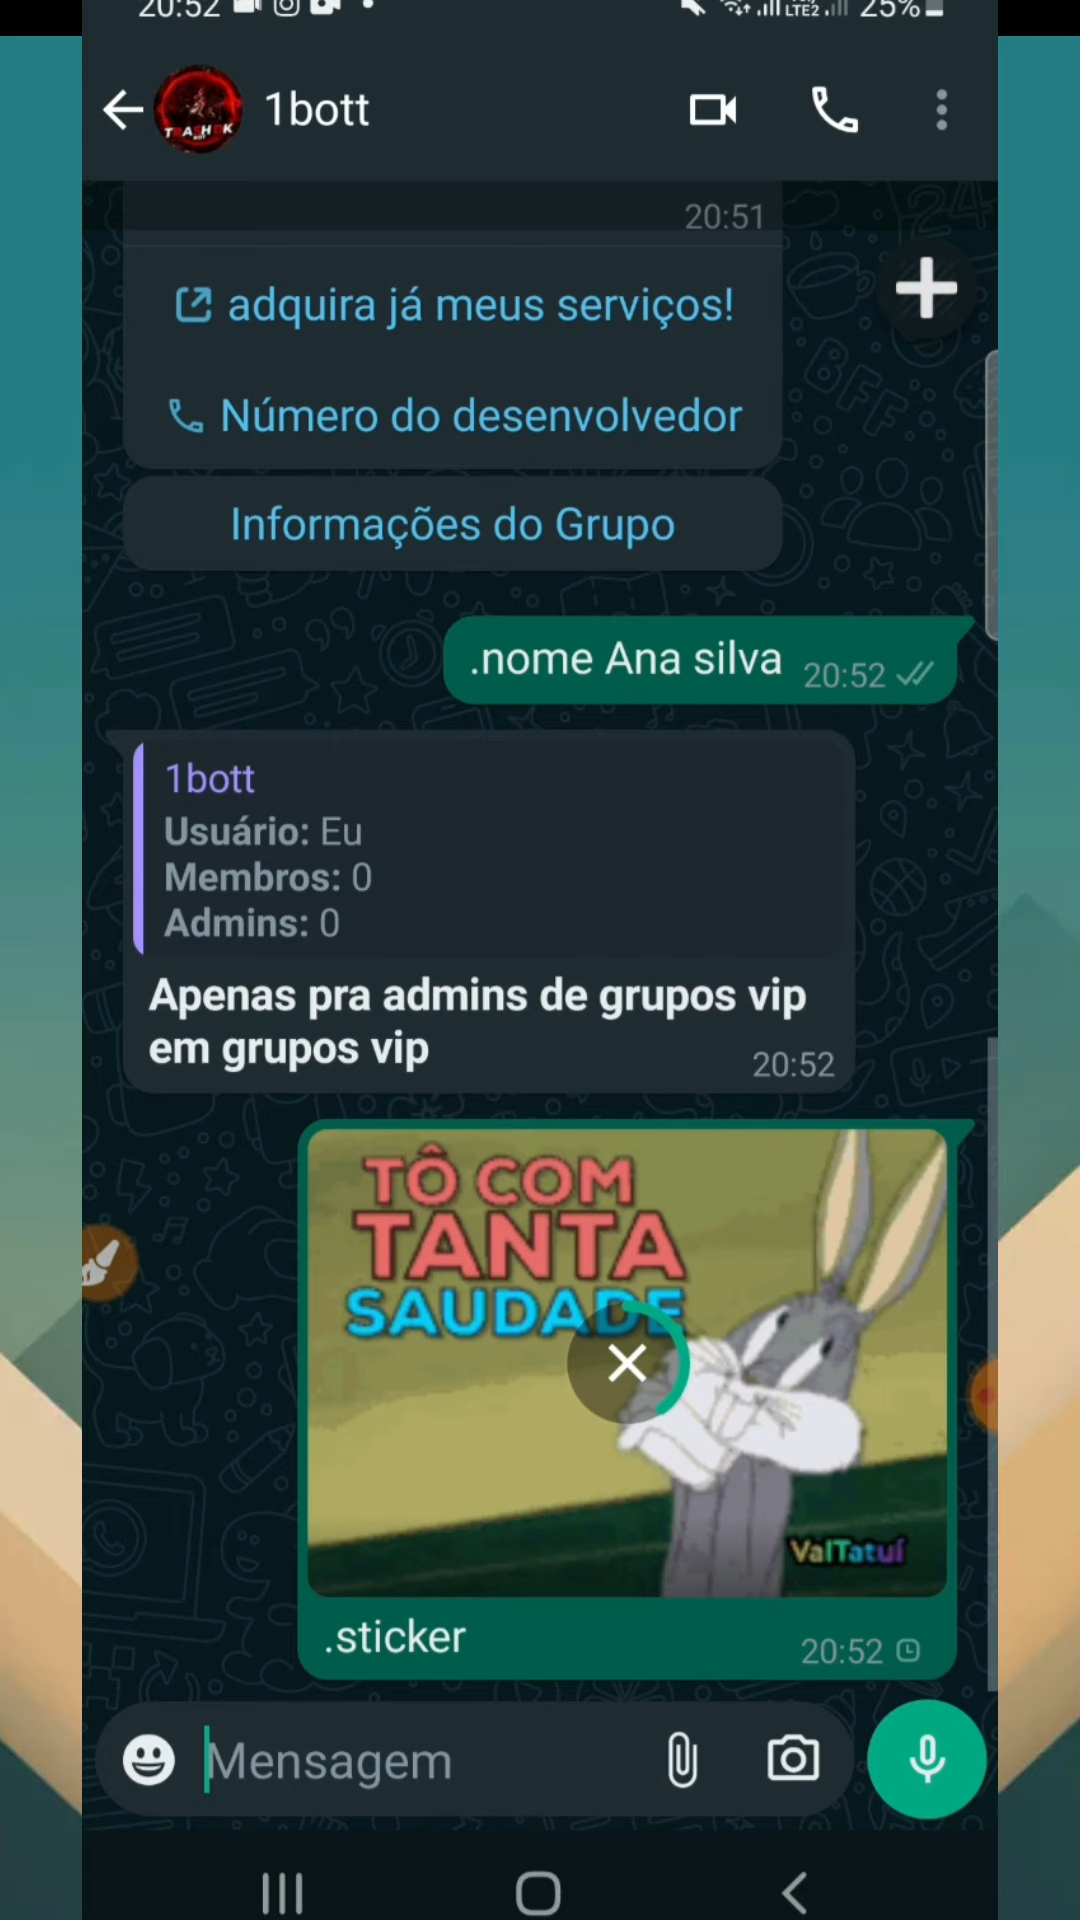 20:52
LTE2
25%
1bott
20:51
adquira já meus serviços!
Número do desenvolvedor
Informações do Grupo
.nome Ana silva
20:52
1bott
Usuário: Eu
Membros: 0
Admins: 0
Apenas pra admins de grupos vip
em grupos vip
20:52
TÔ COM
TANTA
SAUDADE
ValTatuí
.sticker
20:52
Mensagem